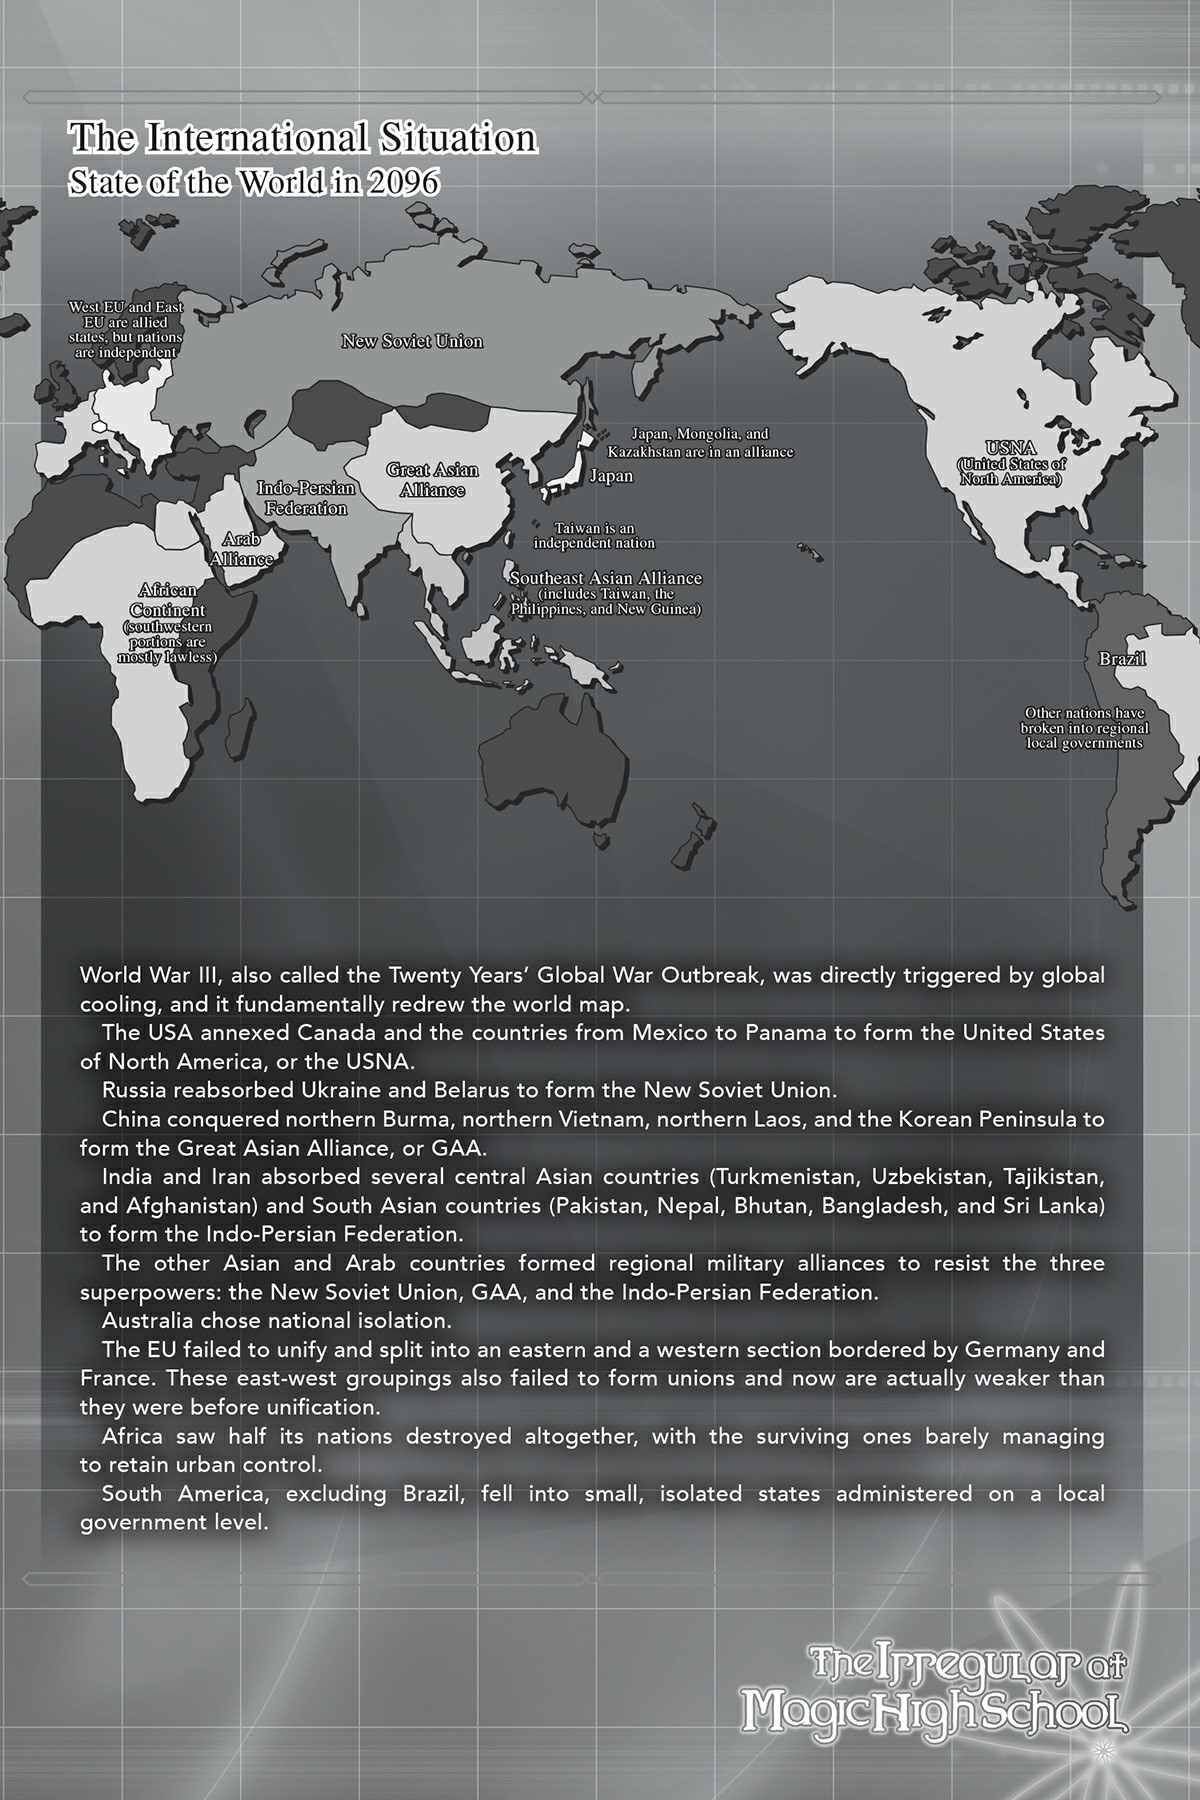 The International Situation
State of the World in 2096
West EU and East
EU are allied
states, but nations
are independent
New Soviet Union
Japan, Mongolia, and
Kazakhstan are in an alliance
Japan
Great Asian
Alliance
Indo-Persian
Federation
Arab
Alliance
Taiwan is an
independent nation
Southeast Asian Alliance
(includes Taiwan, the
Philippines, and New Guinea)
African
Continent
(southwestern
portions are
mostly lawless)
USNA
(United States of
North America)
Brazil
Other nations have
broken into regional
local governments
World War III, also called the Twenty Years’ Global War Outbreak, was directly triggered by global
cooling, and it fundamentally redrew the world map.
The USA annexed Canada and the countries from Mexico to Panama to form the United States
of North America, or the USNA.
Russia reabsorbed Ukraine and Belarus to form the New Soviet Union.
China conquered northern Burma, northern Vietnam, northern Laos, and the Korean Peninsula to
form the Great Asian Alliance, or GAA.
India and Iran absorbed several central Asian countries (Turkmenistan, Uzbekistan, Tajikistan,
and Afghanistan) and South Asian countries (Pakistan, Nepal, Bhutan, Bangladesh, and Sri Lanka)
to form the Indo-Persian Federation.
The other Asian and Arab countries formed regional military alliances to resist the three
superpowers: the New Soviet Union, GAA, and the Indo-Persian Federation.
Australia chose national isolation.
The EU failed to unify and split into an eastern and a western section bordered by Germany and
France. These east-west groupings also failed to form unions and now are actually weaker than
they were before unification.
Africa saw half its nations destroyed altogether, with the surviving ones barely managing
to retain urban control.
South America, excluding Brazil, fell into small, isolated states administered on a local
government level.
The Irregular at
Magic High School